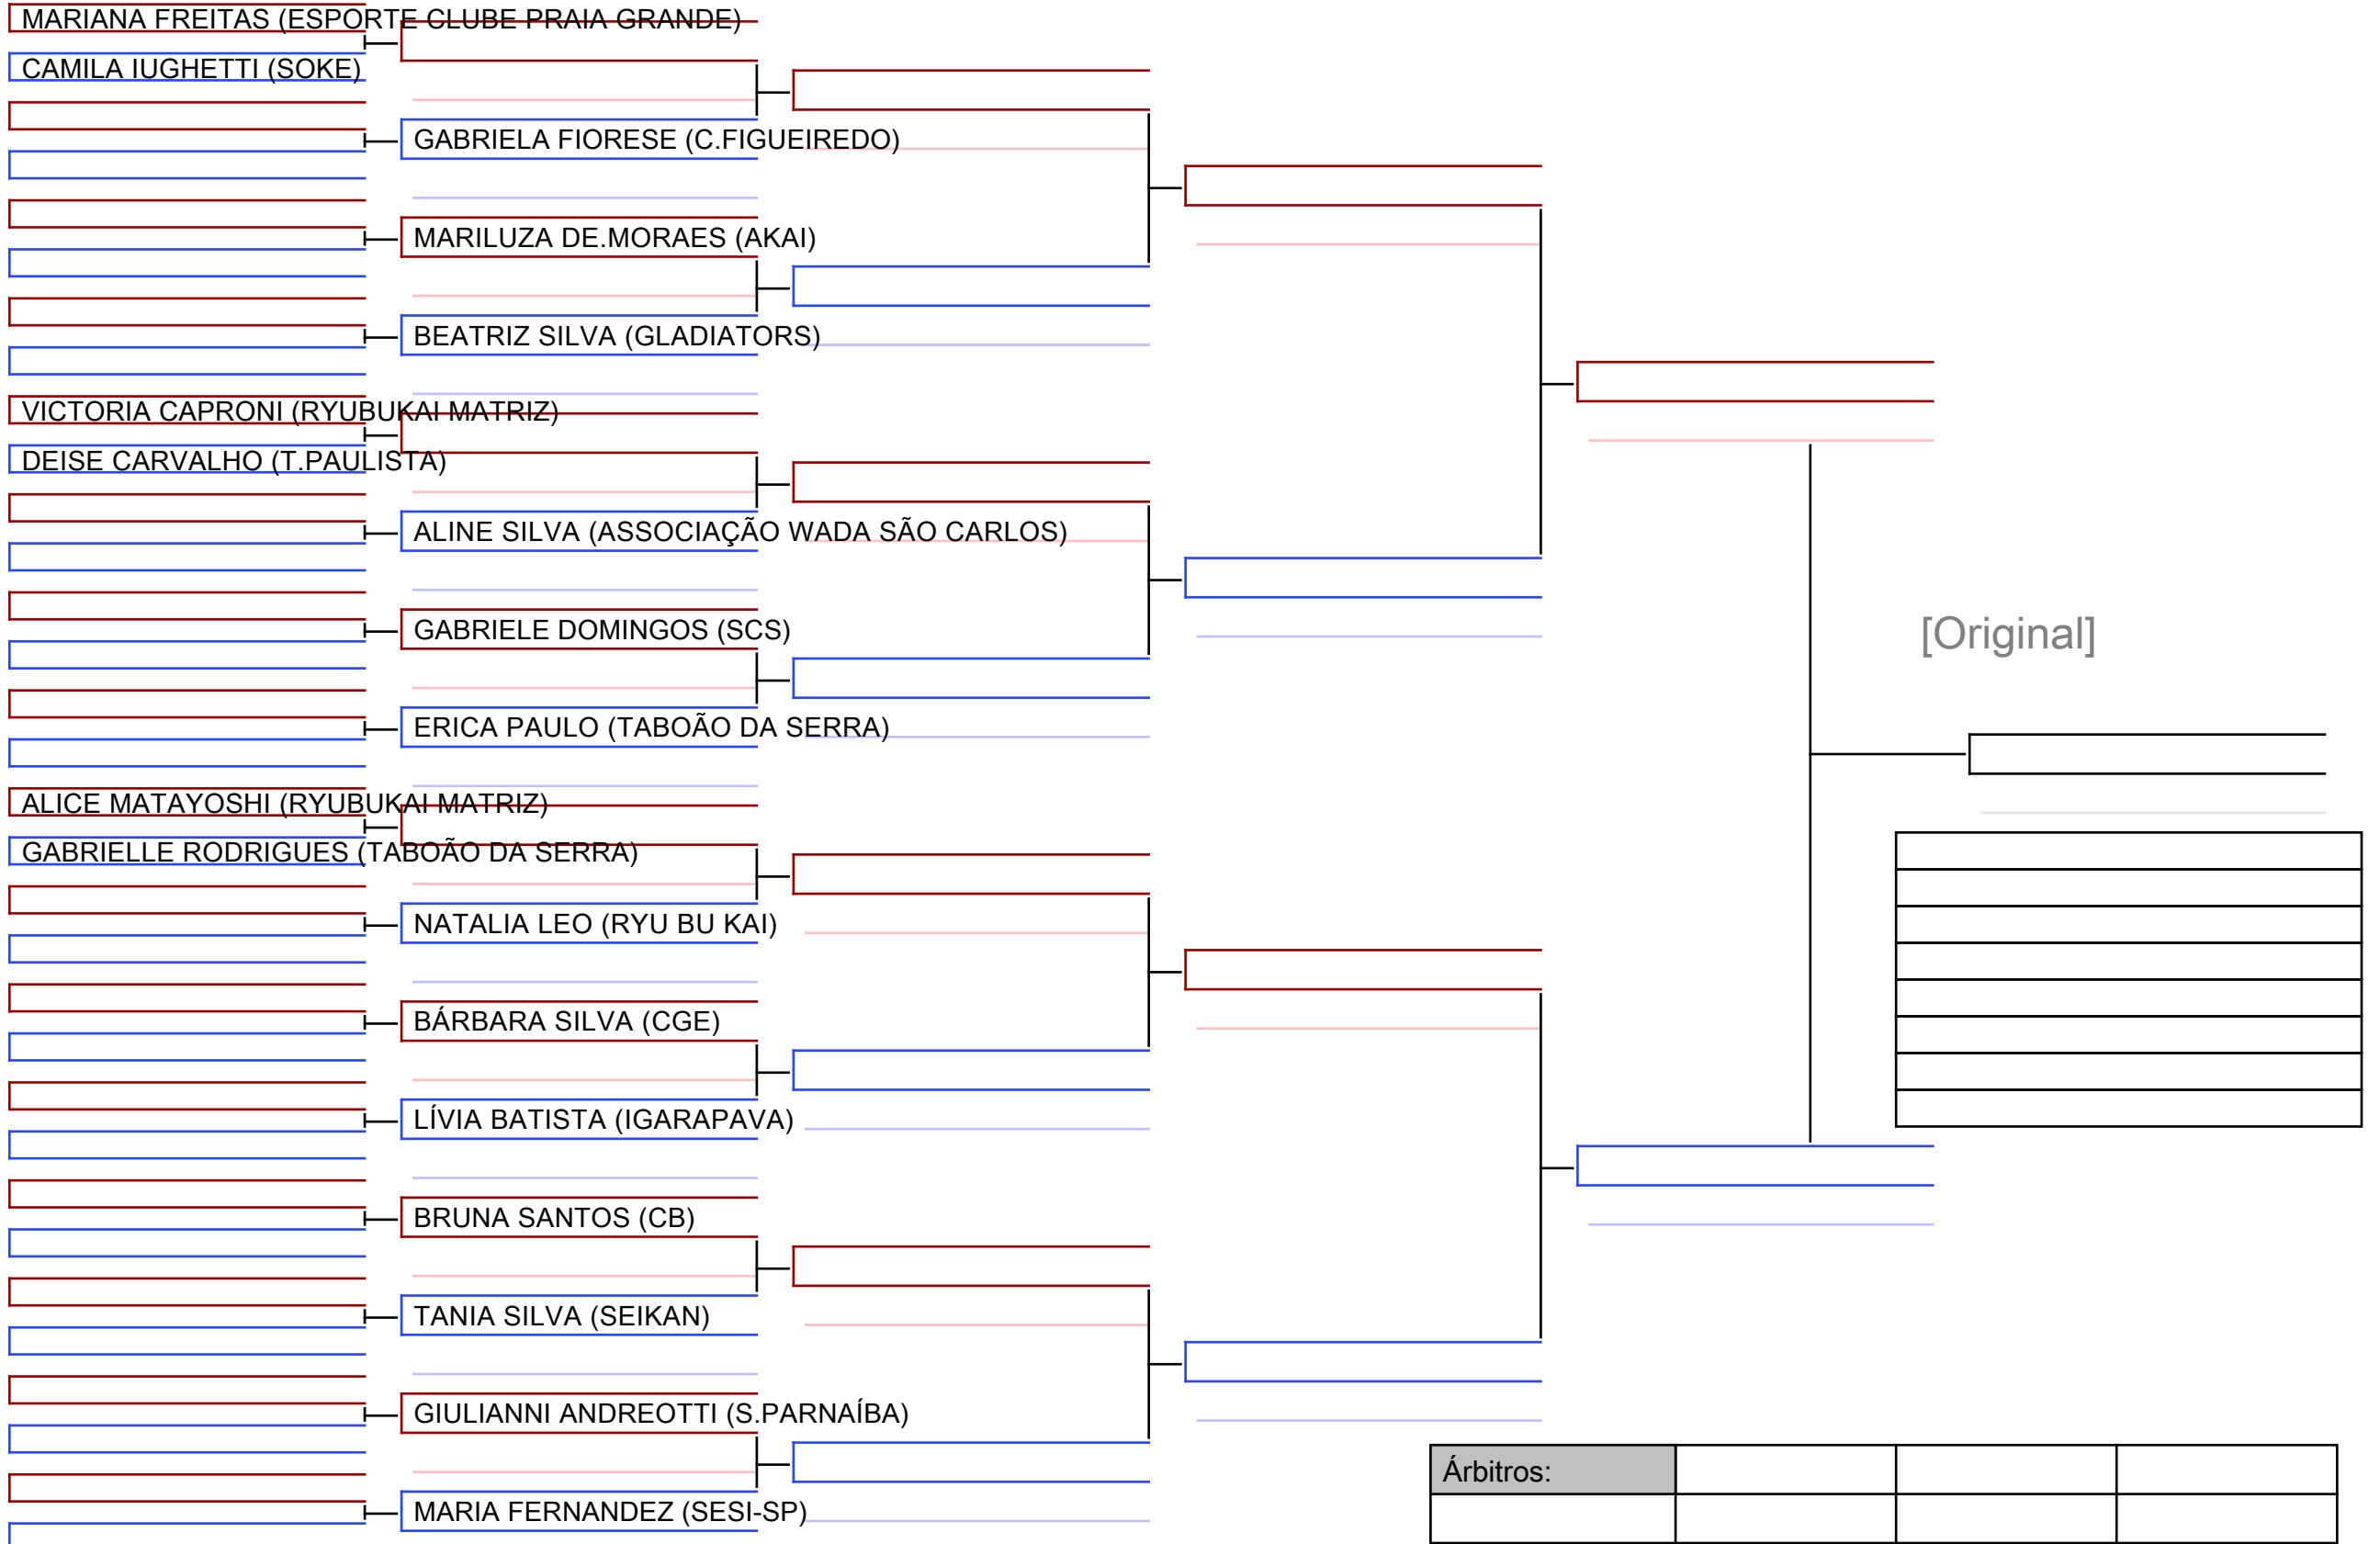 MARIANA FREITAS (ESPORTE CLUBE PRAIA GRANDE)
CAMILA IUGHETTI (SOKE)
GABRIELA FIORESE (C.FIGUEIREDO)
MARILUZA DE.MORAES (AKAI)
BEATRIZ SILVA (GLADIATORS)
VICTORIA CAPRONI (RYUBUKAI MATRIZ)
DEISE CARVALHO (T.PAULISTA)
ALINE SILVA (ASSOCIAÇÃO WADA SÃO CARLOS)
GABRIELE DOMINGOS (SCS)
[Original]
ERICA PAULO (TABOÃO DA SERRA)
ALICE MATAYOSHI (RYUBUKAI MATRIZ)
GABRIELLE RODRIGUES (TABOÃO DA SERRA)
NATALIA LEO (RYU BU KAI)
BÁRBARA SILVA (CGE)
LÍVIA BATISTA (IGARAPAVA)
BRUNA SANTOS (CB)
TANIA SILVA (SEIKAN)
GIULIANNI ANDREOTTI (S.PARNAÍBA)
Árbitros:
MARIA FERNANDEZ (SESI-SP)